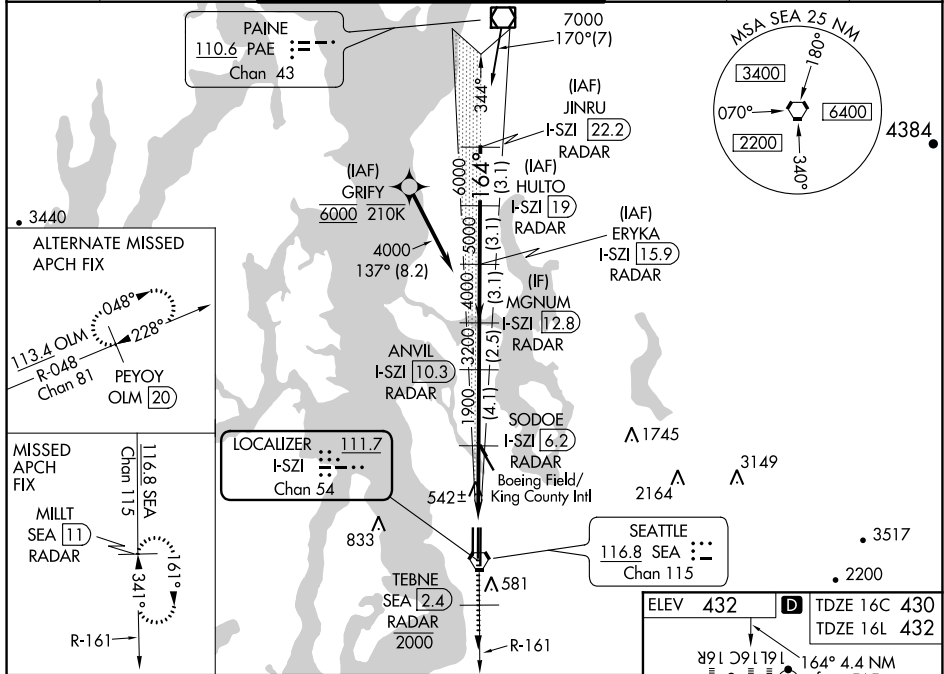 PAINE
110.6 PAE
Chan 43
7000
170°(7)
344°
(IAF)
JINRU
I-SZI 22.2
RADAR
MSA SEA 25 NM
180°
3400
070°
6400
2200
340°
4384
6000
164°
(3.1)
(IAF)
HULTO
I-SZI 19
RADAR
(IAF)
GRIFY
6000 210K
4000
137° (8.2)
5000
(3.1)
(IAF)
ERYKA
I-SZI 15.9
RADAR
4000
(3.1)
(IF)
MGNUM
I-SZI 12.8
RADAR
3440
ALTERNATE MISSED
APCH FIX
048°
228°
113.4 OLM
R-048
Chan 81
PEYOY
OLM 20
ANVIL
I-SZI 10.3
RADAR
3200
(2.5)
1900
(4.1)
SODOE
I-SZI 6.2
RADAR
Boeing Field/
King County Intl
1745
3149
2164
MISSED
APCH
FIX
116.8 SEA
Chan 115
MILLT
SEA 11
RADAR
161°
341°
R-161
LOCALIZER 111.7
I-SZI
Chan 54
542±
833
SEATTLE
116.8 SEA
Chan 115
3517
2200
TEBNE
SEA 2.4
RADAR
2000
581
R-161
ELEV 432
D
TDZE 16C 430
TDZE 16L 432
16R 16C 16L
164° 4.4 NM